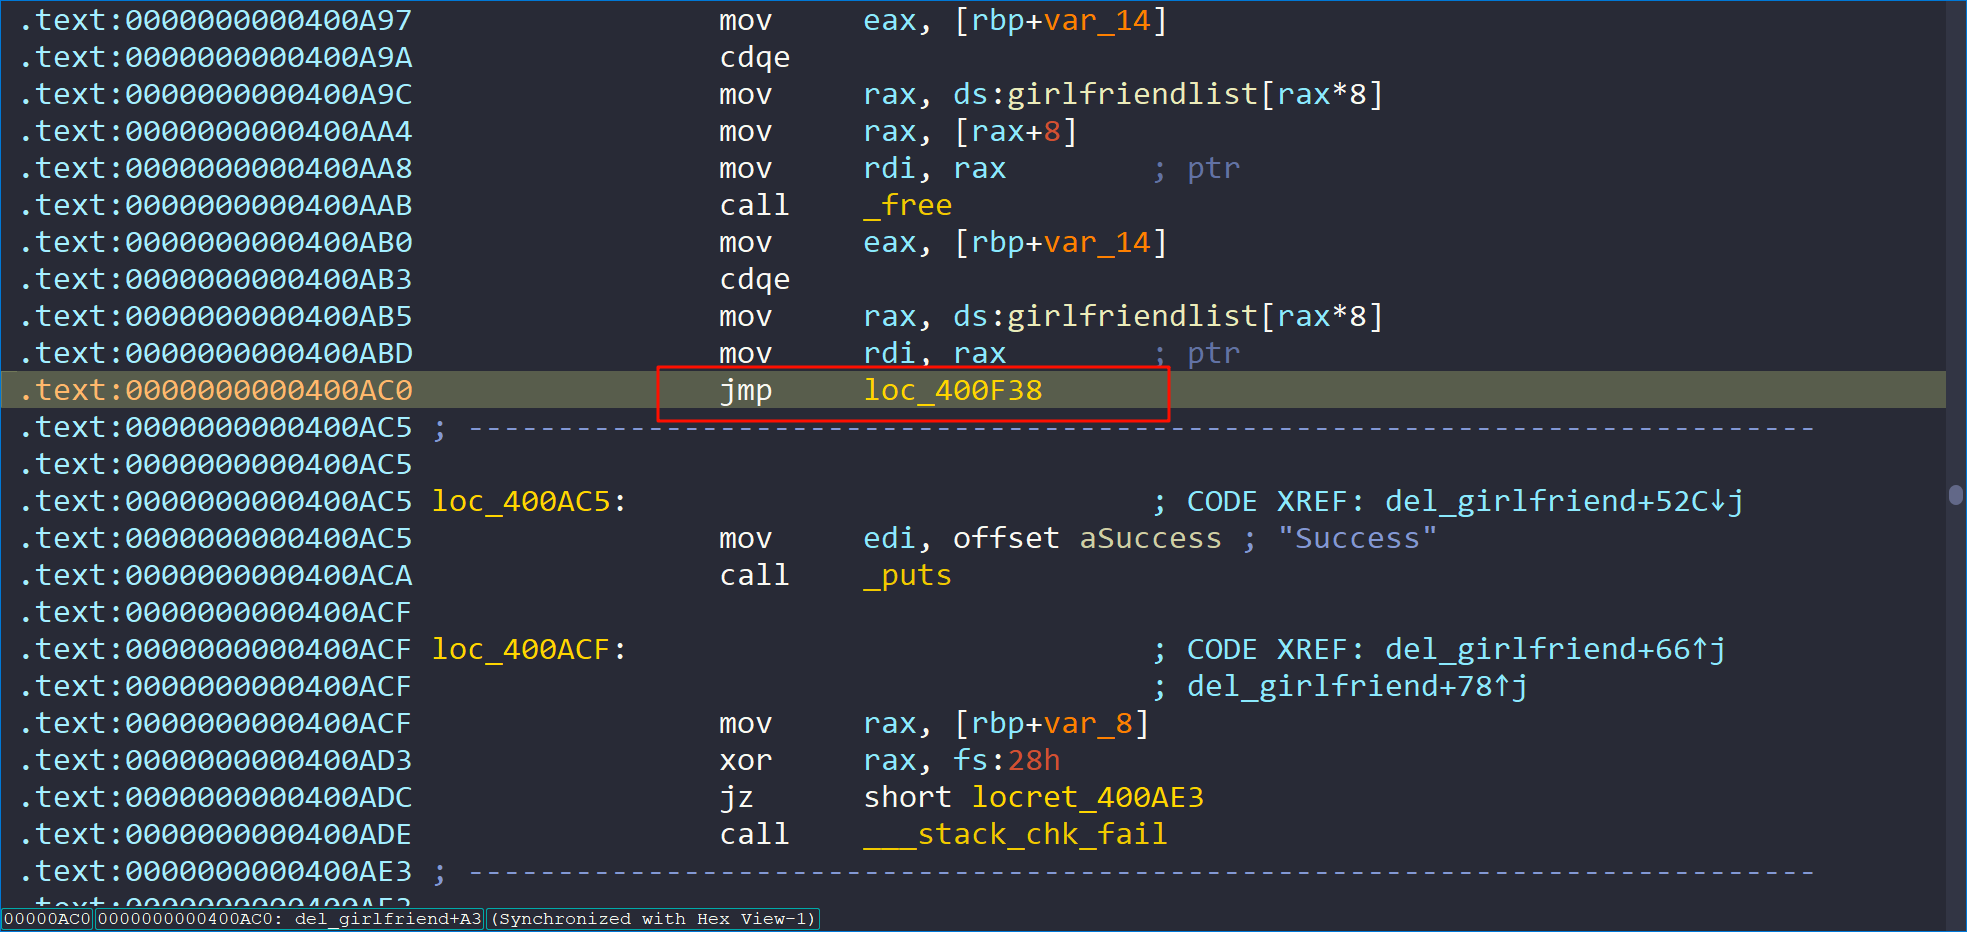 .text:0000000000400A97 mov eax, [rbp+var_14]
.text:0000000000400A9A cdqe
.text:0000000000400A9C mov rax, ds:girlfriendlist[rax*8]
.text:0000000000400AA4 mov rax, [rax+8]
.text:0000000000400AA8 mov rdi, rax ; ptr
.text:0000000000400AAB call _free
.text:0000000000400AB0 mov eax, [rbp+var_14]
.text:0000000000400AB3 cdqe
.text:0000000000400AB5 mov rax, ds:girlfriendlist[rax*8]
.text:0000000000400ABD mov rdi, rax ; ptr
.text:0000000000400AC0 jmp loc_400F38
.text:0000000000400AC5 ; ---------------------------------------------------------------------------
.text:0000000000400AC5
.text:0000000000400AC5 loc_400AC5: ; CODE XREF: del_girlfriend+52C↓j
.text:0000000000400AC5 mov edi, offset aSuccess ; "Success"
.text:0000000000400ACA call _puts
.text:0000000000400ACF
.text:0000000000400ACF loc_400ACF: ; CODE XREF: del_girlfriend+66↑j
.text:0000000000400ACF ; del_girlfriend+78↑j
.text:0000000000400ACF mov rax, [rbp+var_8]
.text:0000000000400AD3 xor rax, fs:28h
.text:0000000000400ADC jz short locret_400AE3
.text:0000000000400ADE call ___stack_chk_fail
.text:0000000000400AE3 ; ---------------------------------------------------------------------------
.text:0000000000400AE3
00000AC0 0000000000400AC0: del_girlfriend+A3 (Synchronized with Hex View-1)